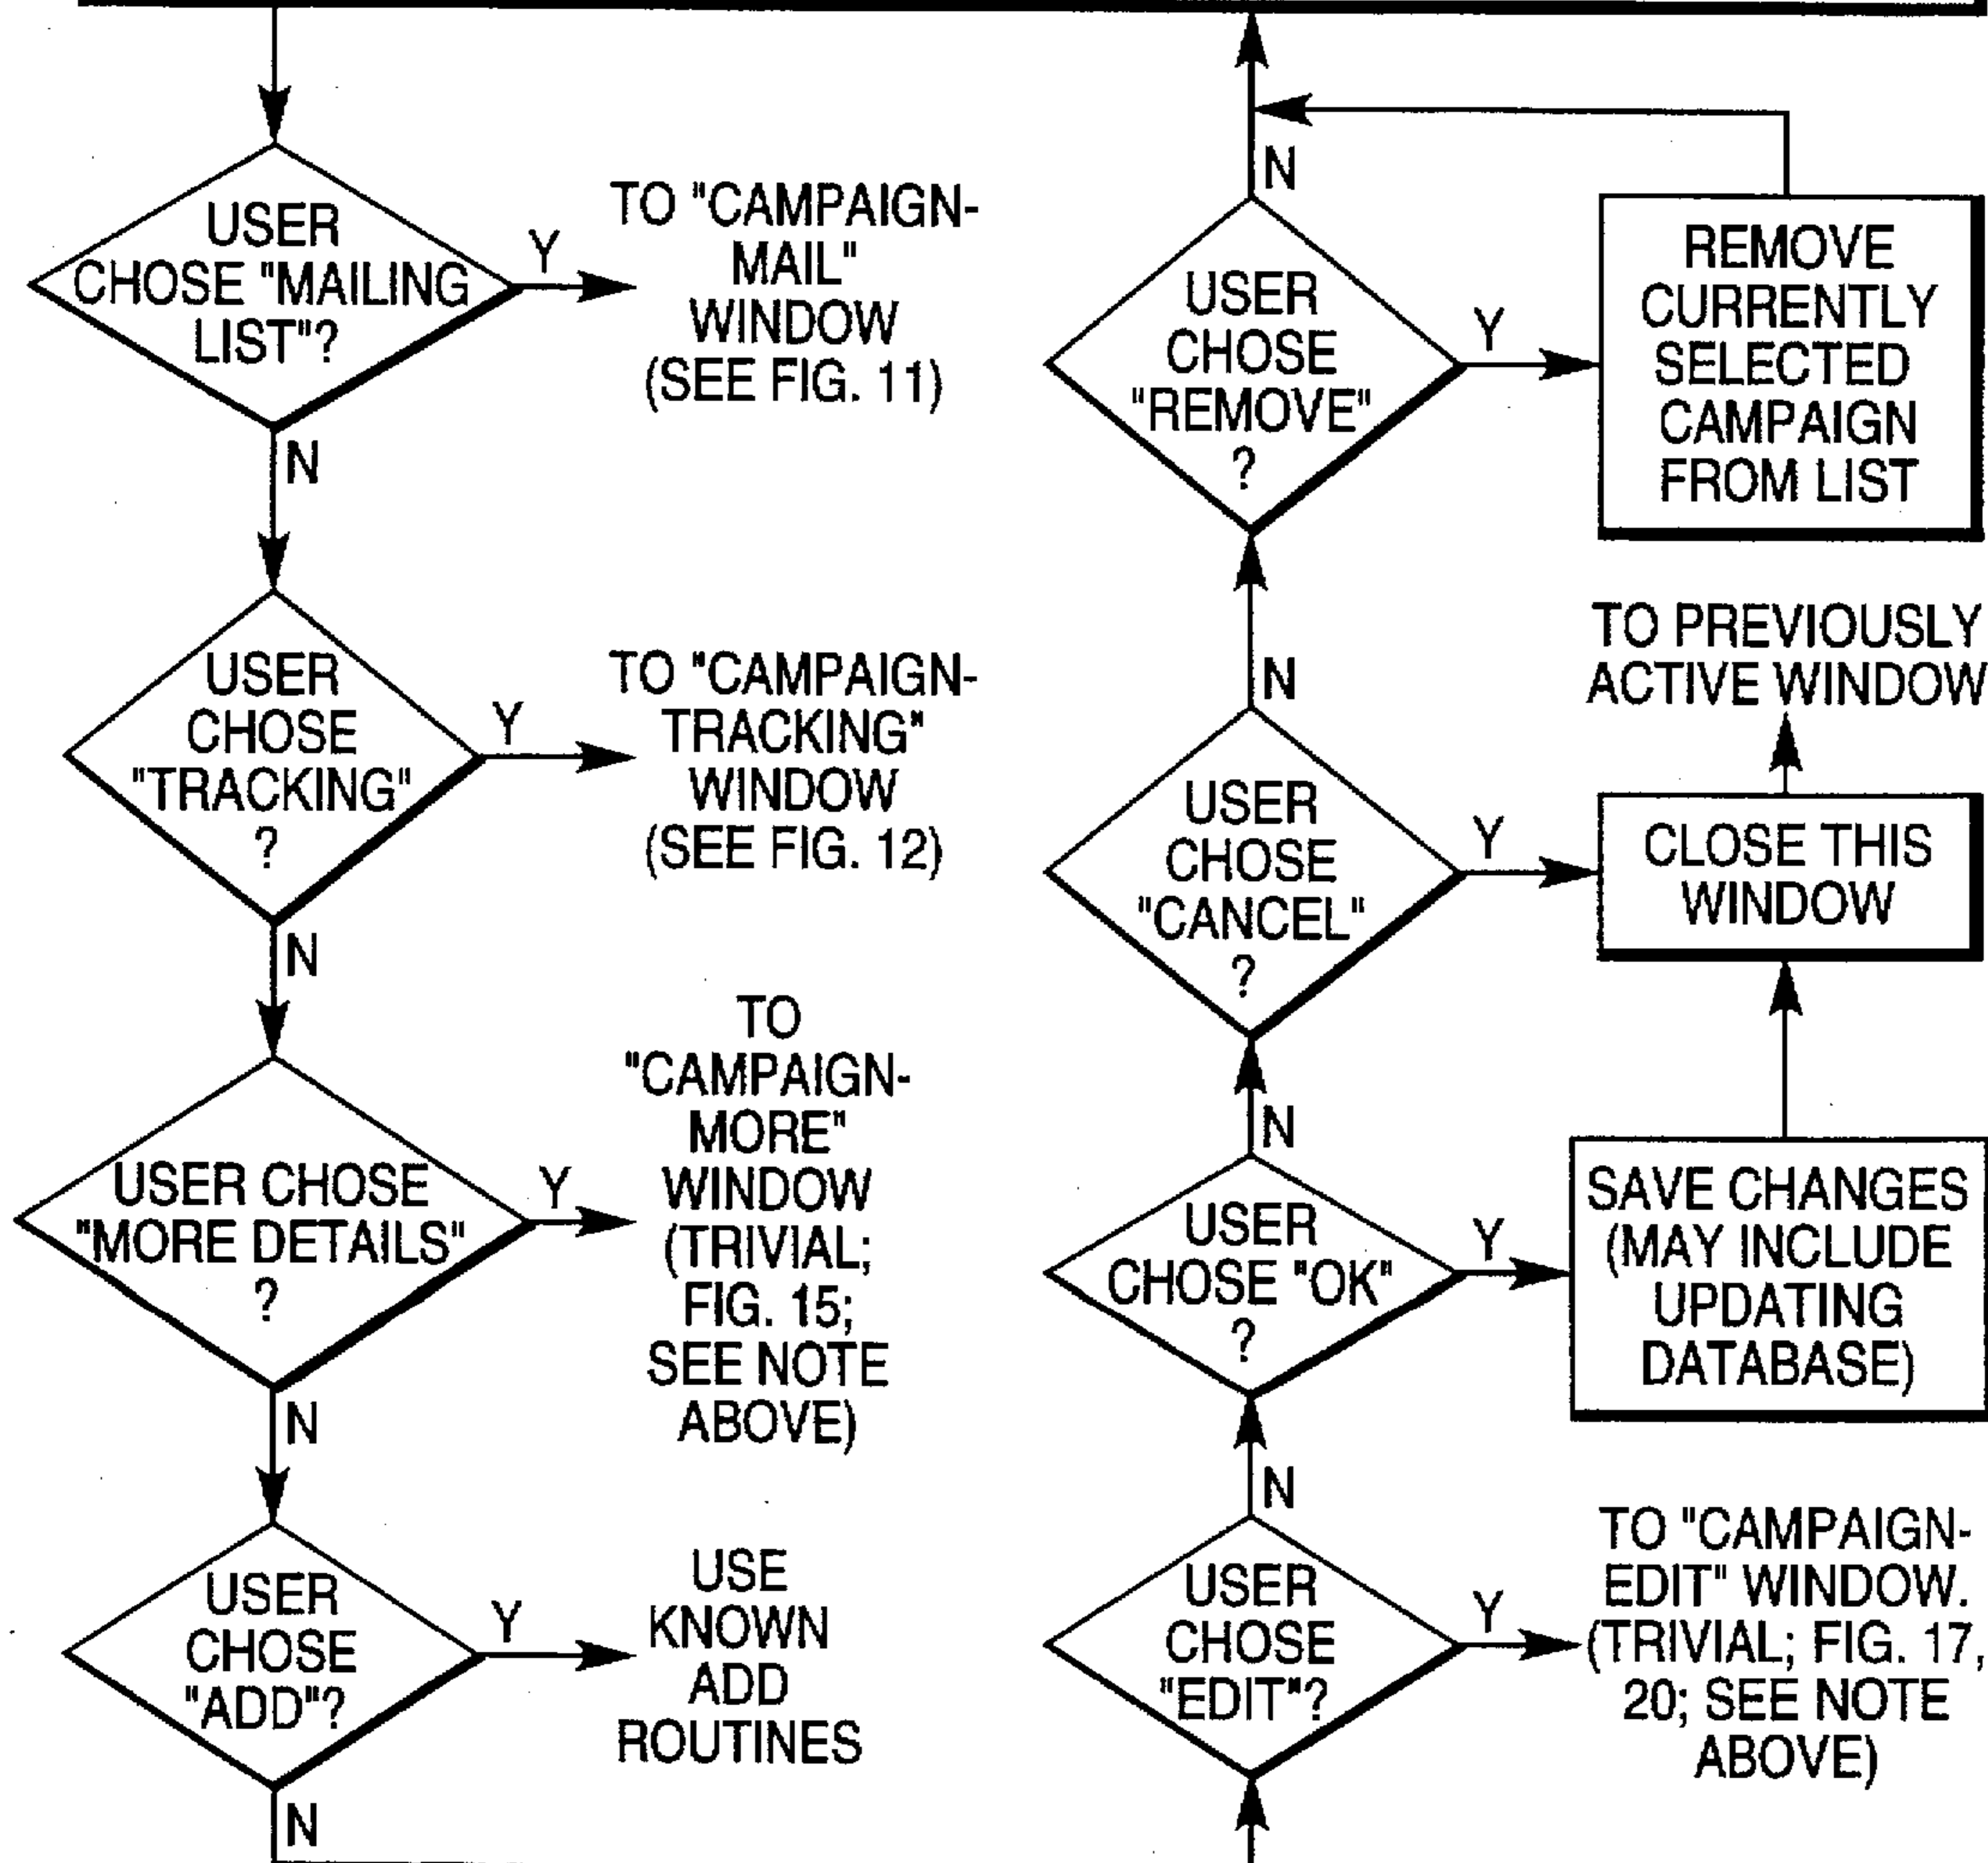 USER
CHOSE "MAILING
LIST"?
Y
TO "CAMPAIGN-
MAIL"
WINDOW
(SEE FIG. 11)
N
USER
CHOSE
"TRACKING"
?
Y
TO "CAMPAIGN-
TRACKING"
WINDOW
(SEE FIG. 12)
N
USER CHOSE
"MORE DETAILS"
?
Y
TO
"CAMPAIGN-
MORE"
WINDOW
(TRIVIAL;
FIG. 15;
SEE NOTE
ABOVE)
N
USER
CHOSE
"ADD"?
Y
USE
KNOWN
ADD
ROUTINES
N
N
USER
CHOSE
"REMOVE"
?
Y
REMOVE
CURRENTLY
SELECTED
CAMPAIGN
FROM LIST
TO PREVIOUSLY
ACTIVE WINDOW
N
USER
CHOSE
"CANCEL"
?
Y
CLOSE THIS
WINDOW
N
USER
CHOSE "OK"
?
Y
SAVE CHANGES
(MAY INCLUDE
UPDATING
DATABASE)
N
USER
CHOSE
"EDIT"?
Y
TO "CAMPAIGN-
EDIT" WINDOW.
(TRIVIAL; FIG. 17,
20; SEE NOTE
ABOVE)